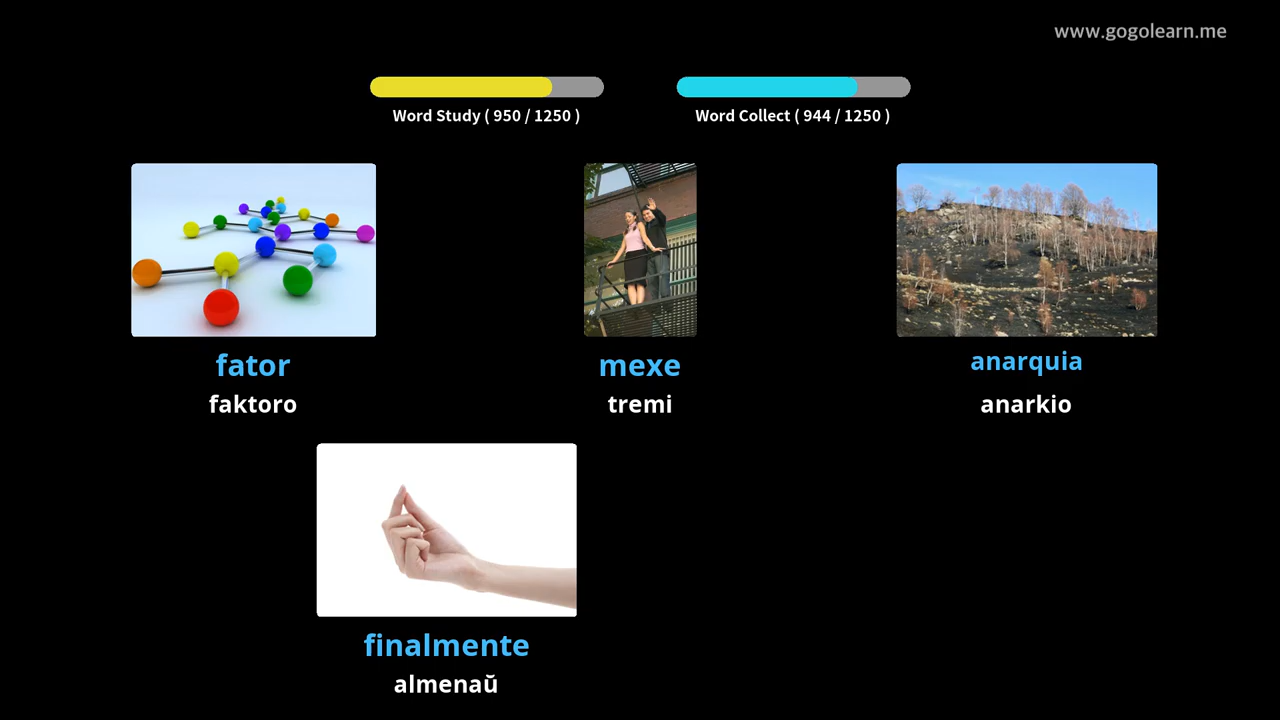 www.gogolearn.me
Word Study ( 950 / 1250 )
Word Collect ( 944 / 1250 )
fator
faktoro
mexe
tremi
anarquia
anarkio
finalmente
almenaŭ